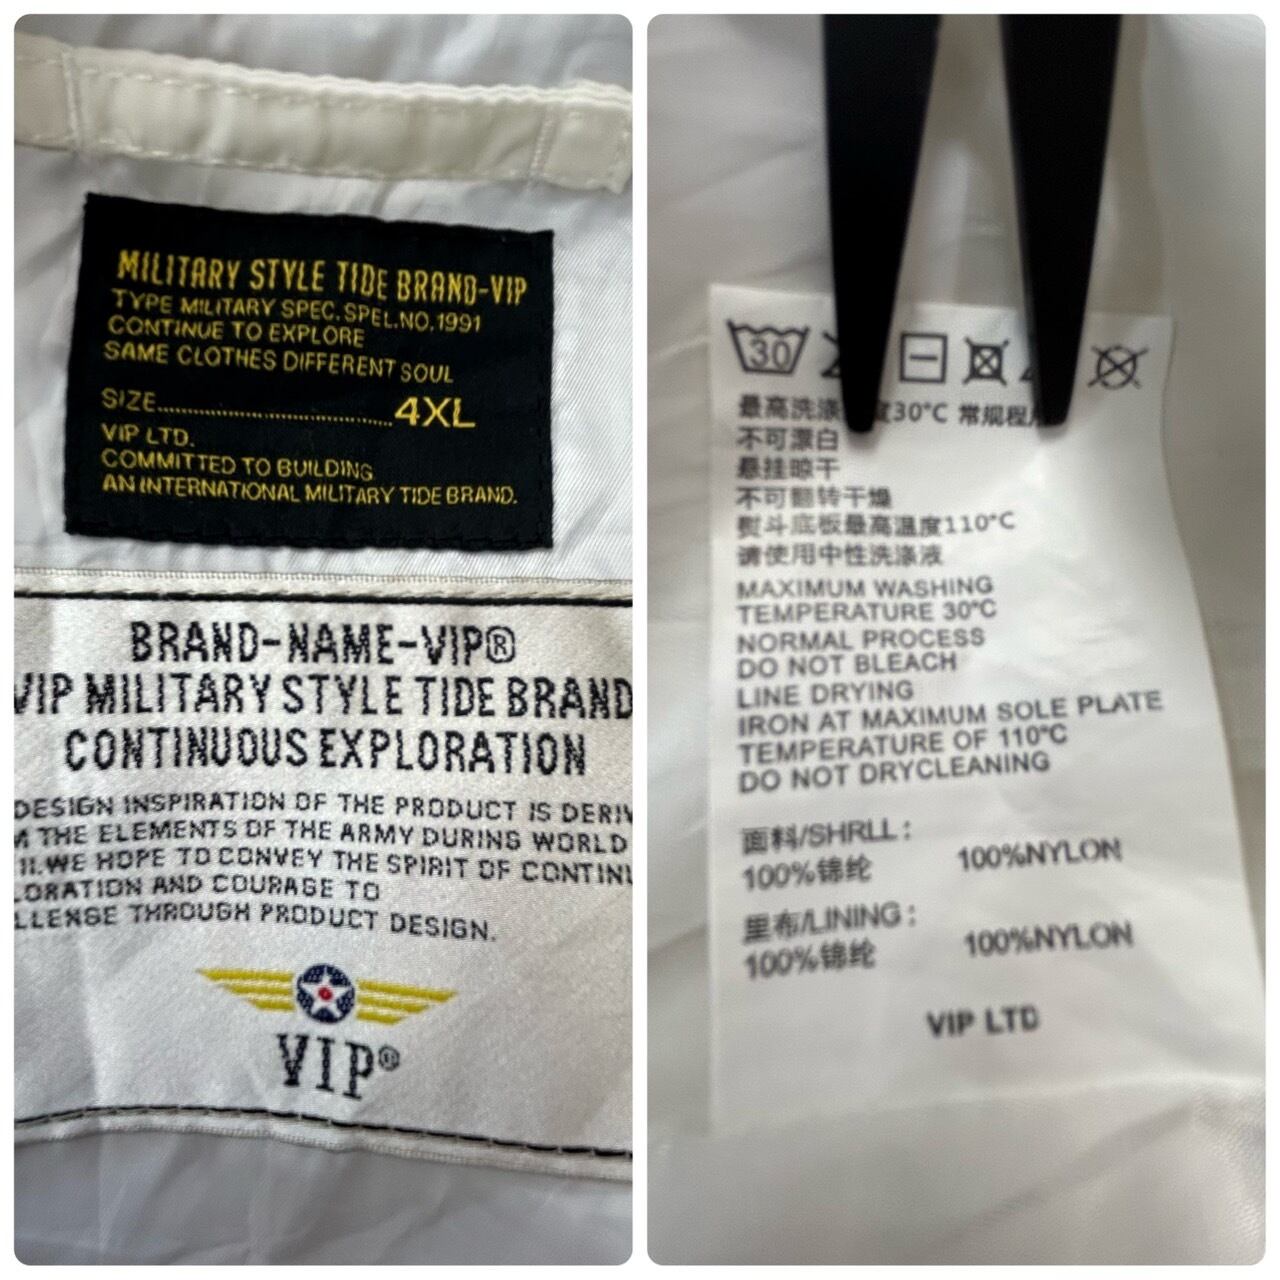 MILITARY STYLE TIDE BRAND-VIP
TYPE MILITARY SPEC.SPEL.NO.1991
CONTINUE TO EXPLORE
SAME CLOTHES DIFFERENT SOUL
SIZE........................................4XL
VIP LTD.
COMMITTED TO BUILDING
AN INTERNATIONAL MILITARY TIDE BRAND.
BRAND-NAME-VIP®
VIP MILITARY STYLE TIDE BRAND
CONTINUOUS EXPLORATION
DESIGN INSPIRATION OF THE PRODUCT IS DERIV
M THE ELEMENTS OF THE ARMY DURING WORLD
II.WE HOPE TO CONVEY THE SPIRIT OF CONTINU
LORATION AND COURAGE TO
LLENGE THROUGH PRODUCT DESIGN.
VIP®
30
最高洗涤 度30°C 常规程
不可漂白
悬挂晾干
不可翻转干燥
熨斗底板最高温度110°C
请使用中性洗涤液
MAXIMUM WASHING
TEMPERATURE 30°C
NORMAL PROCESS
DO NOT BLEACH
LINE DRYING
IRON AT MAXIMUM SOLE PLATE
TEMPERATURE OF 110°C
DO NOT DRYCLEANING
面料/SHRLL：
100%锦纶 100%NYLON
里布/LINING：
100%锦纶 100%NYLON
VIP LTD